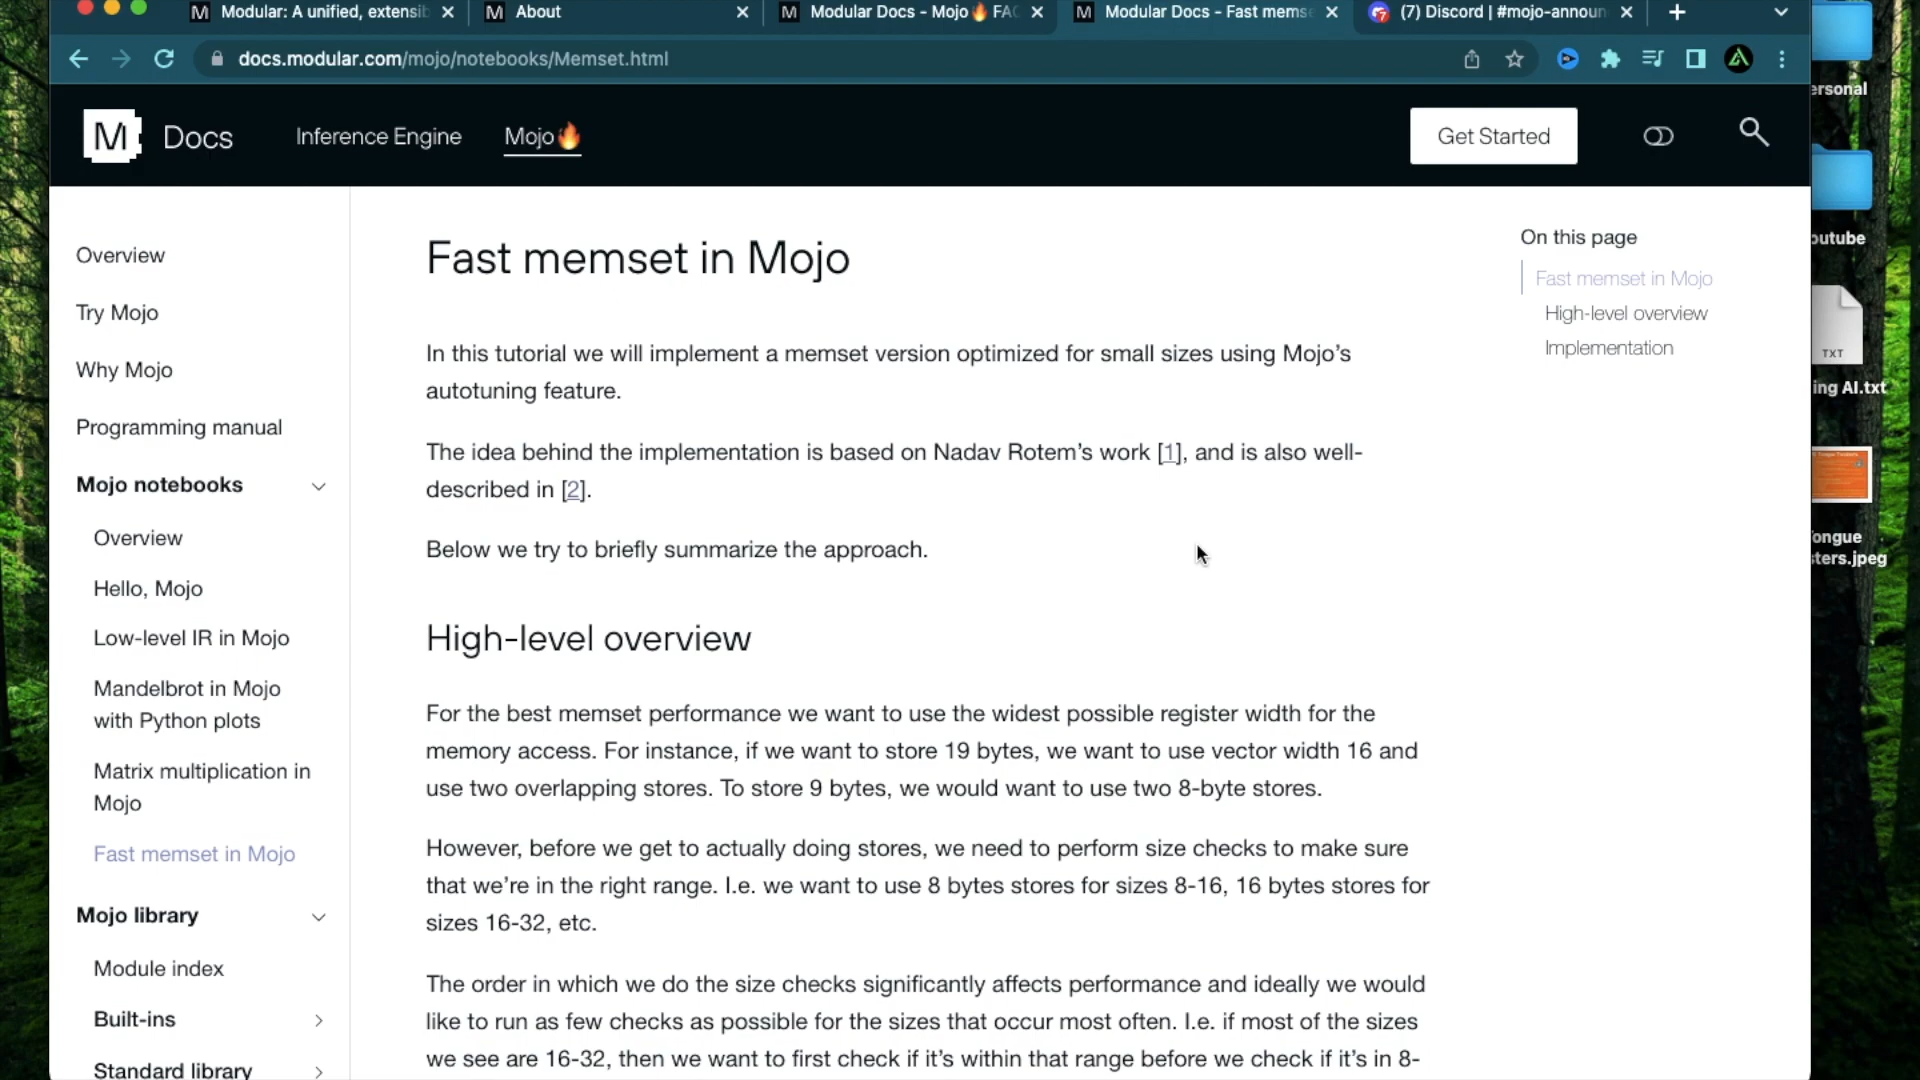 Modular: A unified, extensib
About
Modular Docs - Mojo🔥 FAC
Modular Docs - Fast memse
(7) Discord | #mojo-announ
docs.modular.com/mojo/notebooks/Memset.html
M Docs
Inference Engine
Mojo🔥
Get Started
Overview
Try Mojo
Why Mojo
Programming manual
Mojo notebooks
Overview
Hello, Mojo
Low-level IR in Mojo
Mandelbrot in Mojo
with Python plots
Matrix multiplication in
Mojo
Fast memset in Mojo
Mojo library
Module index
Built-ins
Standard library
Fast memset in Mojo
In this tutorial we will implement a memset version optimized for small sizes using Mojo’s
autotuning feature.
The idea behind the implementation is based on Nadav Rotem’s work [1], and is also well-
described in [2].
Below we try to briefly summarize the approach.
High-level overview
For the best memset performance we want to use the widest possible register width for the
memory access. For instance, if we want to store 19 bytes, we want to use vector width 16 and
use two overlapping stores. To store 9 bytes, we would want to use two 8-byte stores.
However, before we get to actually doing stores, we need to perform size checks to make sure
that we’re in the right range. I.e. we want to use 8 bytes stores for sizes 8-16, 16 bytes stores for
sizes 16-32, etc.
The order in which we do the size checks significantly affects performance and ideally we would
like to run as few checks as possible for the sizes that occur most often. I.e. if most of the sizes
we see are 16-32, then we want to first check if it’s within that range before we check if it’s in 8-
On this page
Fast memset in Mojo
High-level overview
Implementation
ersonal
outube
TXT
ing AI.txt
ongue
sters.jpeg